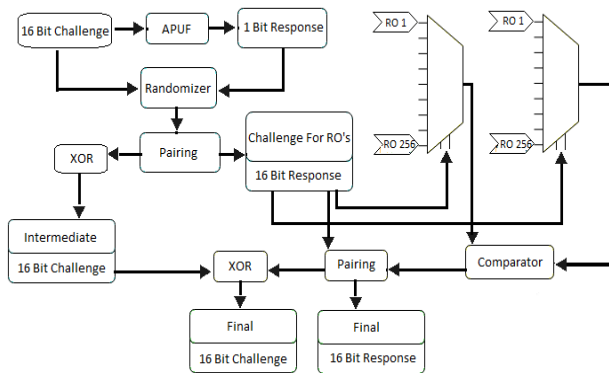 16 Bit Challenge
APUF
1 Bit Response
RO 1
RO 1
Randomizer
XOR
Pairing
Challenge For RO's
16 Bit Response
RO 256
RO 256
Intermediate
16 Bit Challenge
XOR
Pairing
Comparator
Final
16 Bit Challenge
Final
16 Bit Response